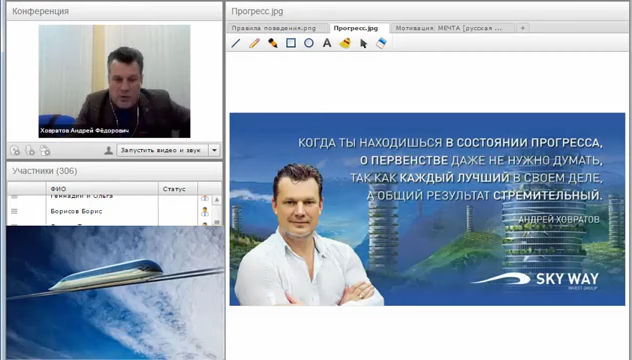 Конференция
Ховратов Андрей Фёдорович
Запустить видео и звук
Участники (306)
ФИО
Статус
Геннадий и Ольга
Борисов Борис
Прогресс.jpg
Правила поведения.png
Прогресс.jpg
Мотивация: МЕЧТА [русская ...
+
КОГДА ТЫ НАХОДИШЬСЯ В СОСТОЯНИИ ПРОГРЕССА,
О ПЕРВЕНСТВЕ ДАЖЕ НЕ НУЖНО ДУМАТЬ,
ТАК КАК КАЖДЫЙ ЛУЧШИЙ В СВОЕМ ДЕЛЕ,
А ОБЩИЙ РЕЗУЛЬТАТ СТРЕМИТЕЛЬНЫЙ.
АНДРЕЙ ХОВРАТОВ
SKY WAY
INVEST GROUP